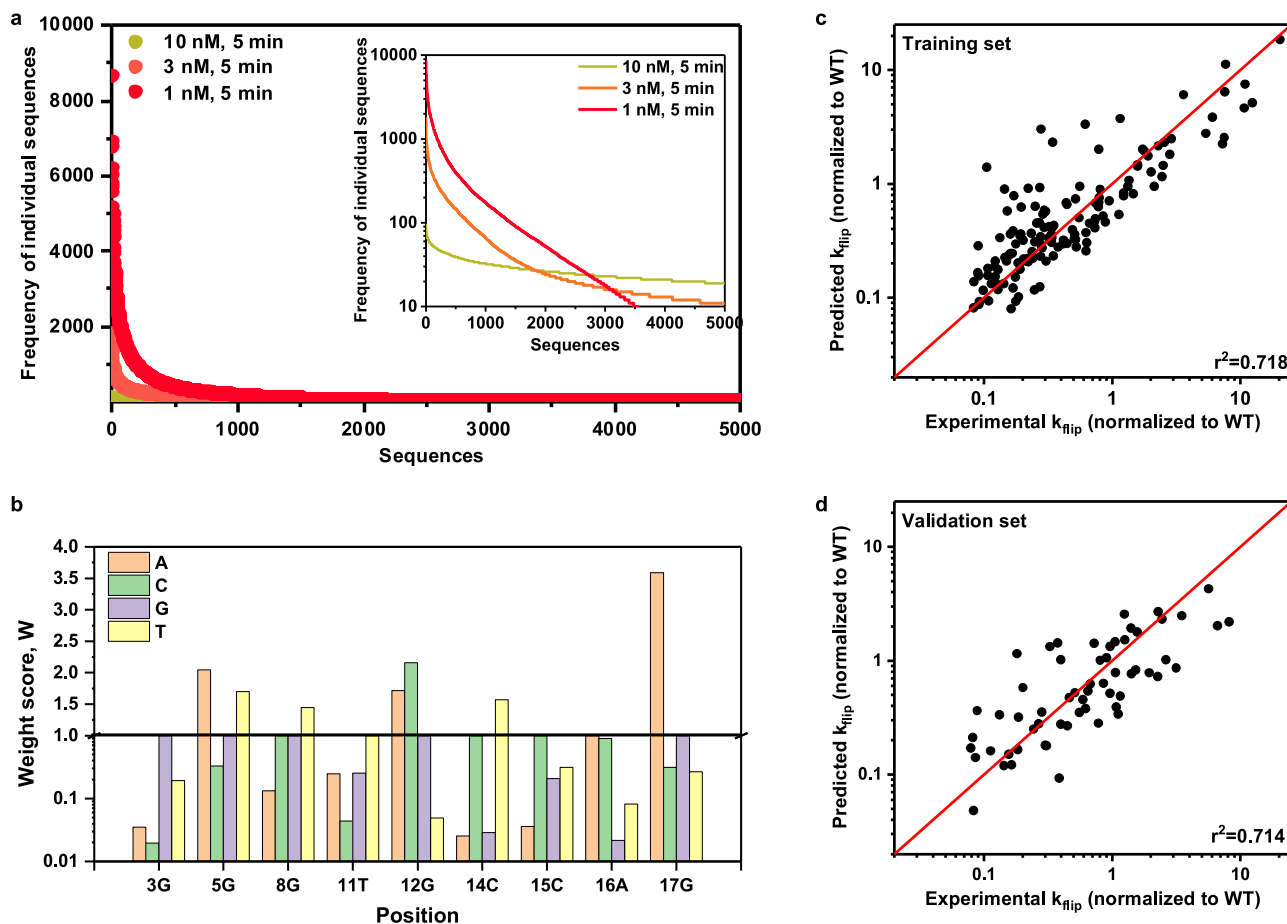 a
10000
8000
6000
4000
2000
0
1000
2000
3000
4000
5000
Frequency of individual sequences
Sequences
10 nM, 5 min
3 nM, 5 min
1 nM, 5 min
10000
1000
100
10
0
1000
2000
3000
4000
5000
Frequency of individual sequences
Sequences
10 nM, 5 min
3 nM, 5 min
1 nM, 5 min
b
4.0
3.5
3.0
2.5
2.0
1.5
1.0
0.1
0.01
Weight score, W
A
C
G
T
3G
5G
8G
11T
12G
14C
15C
16A
17G
Position
c
Training set
10
1
0.1
0.1
1
10
Predicted kflip (normalized to WT)
Experimental kflip (normalized to WT)
r²=0.718
d
Validation set
10
1
0.1
0.1
1
10
Predicted kflip (normalized to WT)
Experimental kflip (normalized to WT)
r²=0.714